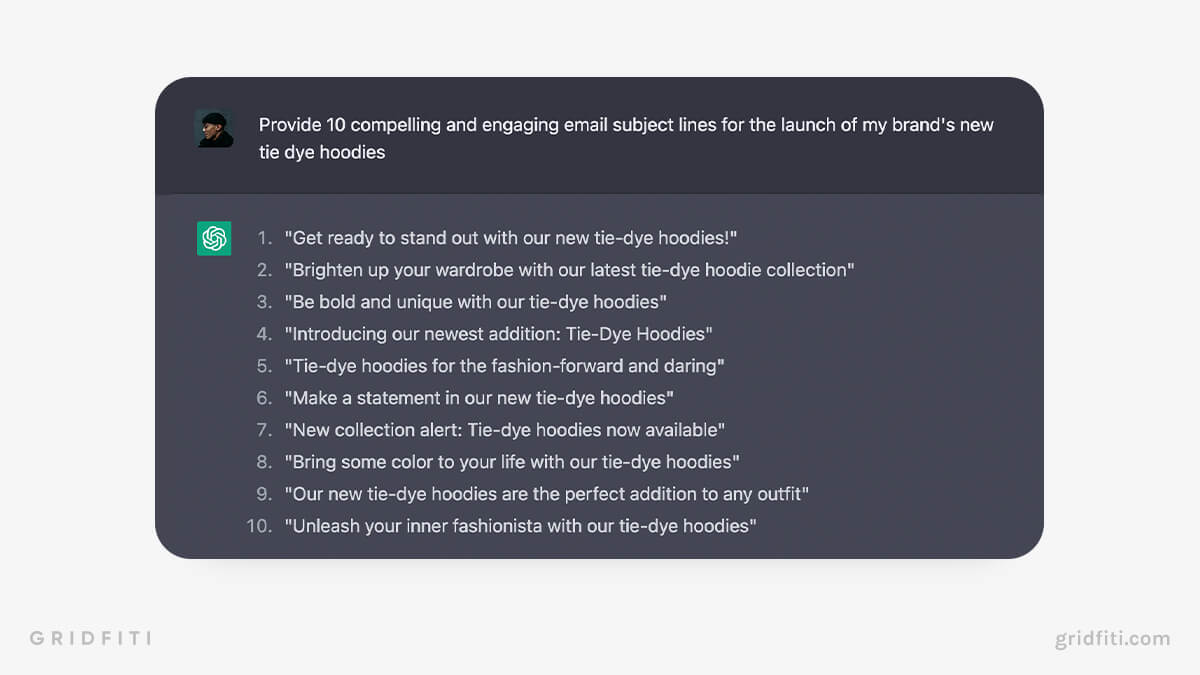 Provide 10 compelling and engaging email subject lines for the launch of my brand's new
tie dye hoodies
1. "Get ready to stand out with our new tie-dye hoodies!"
2. "Brighten up your wardrobe with our latest tie-dye hoodie collection"
3. "Be bold and unique with our tie-dye hoodies"
4. "Introducing our newest addition: Tie-Dye Hoodies"
5. "Tie-dye hoodies for the fashion-forward and daring"
6. "Make a statement in our new tie-dye hoodies"
7. "New collection alert: Tie-dye hoodies now available"
8. "Bring some color to your life with our tie-dye hoodies"
9. "Our new tie-dye hoodies are the perfect addition to any outfit"
10. "Unleash your inner fashionista with our tie-dye hoodies"
GRIDFITI
gridfiti.com